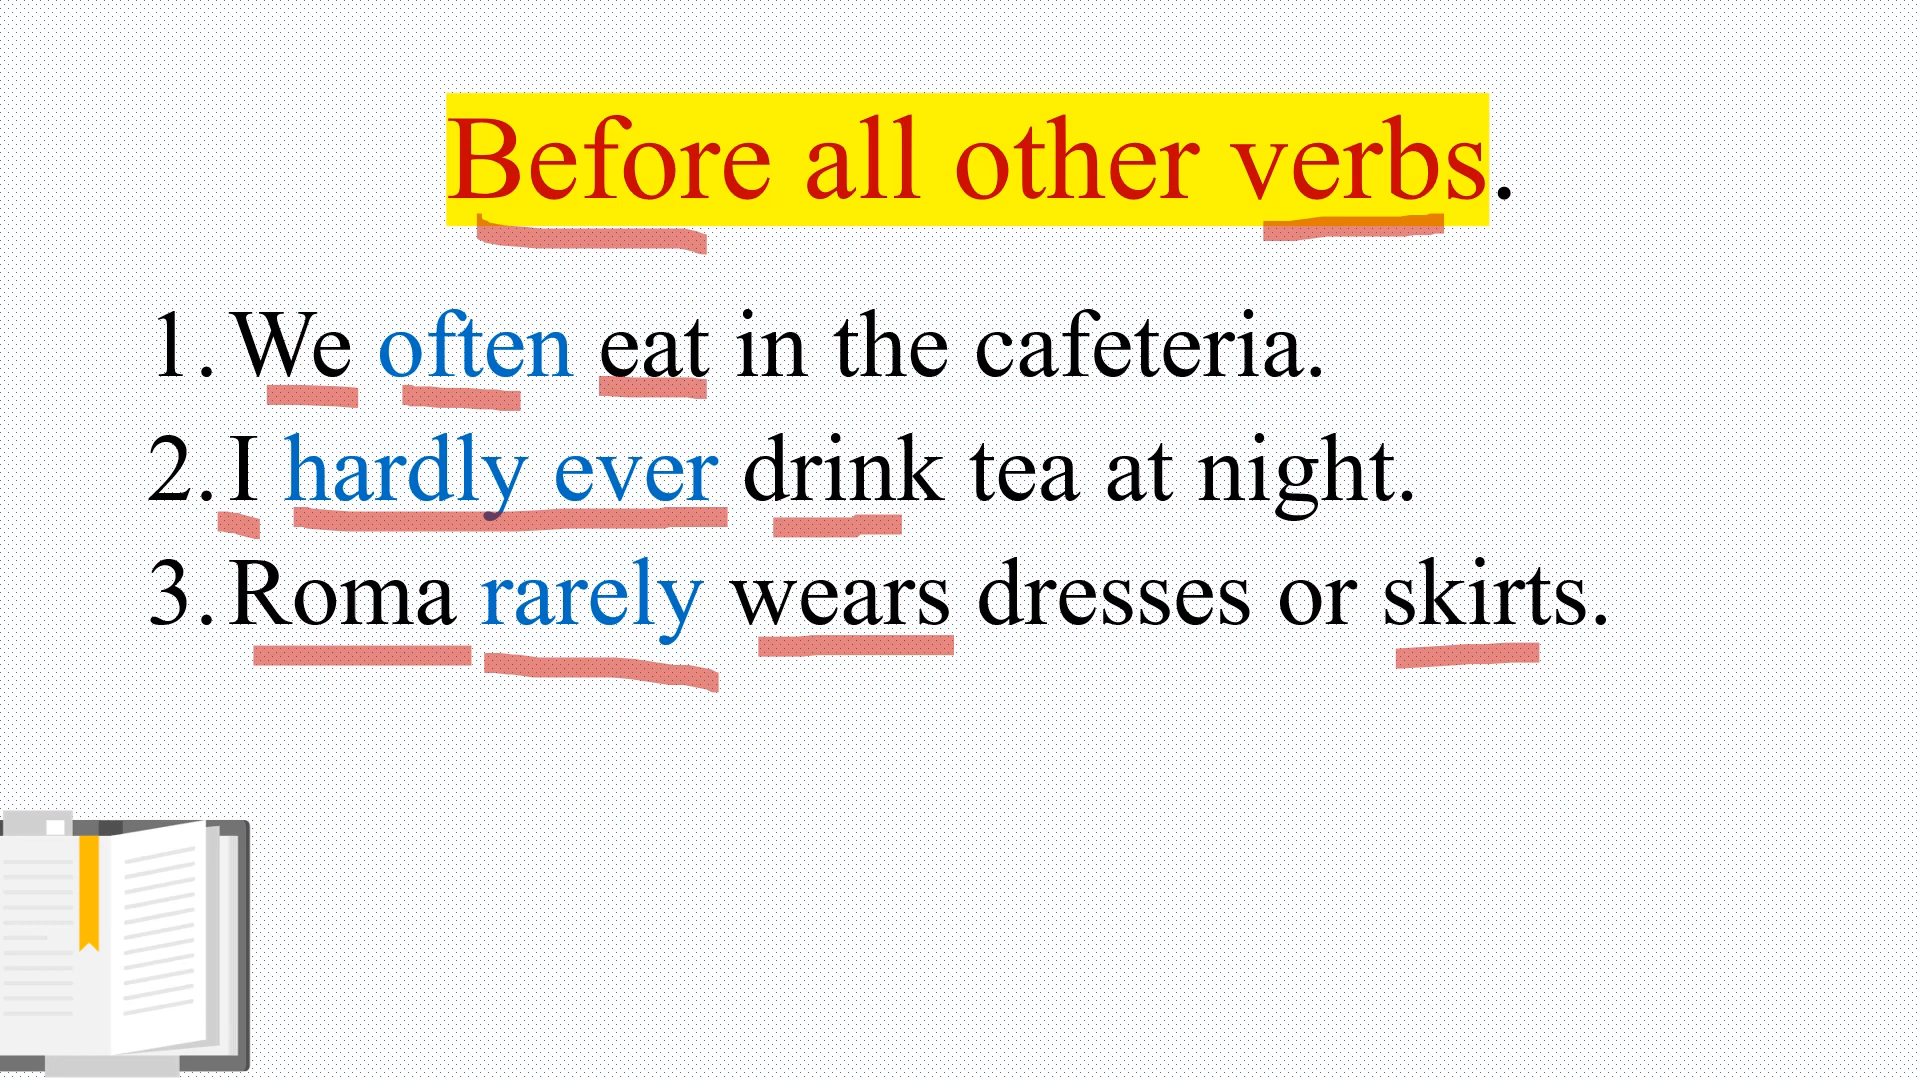 Before all other verbs.
1. We often eat in the cafeteria.
2. I hardly ever drink tea at night.
3. Roma rarely wears dresses or skirts.